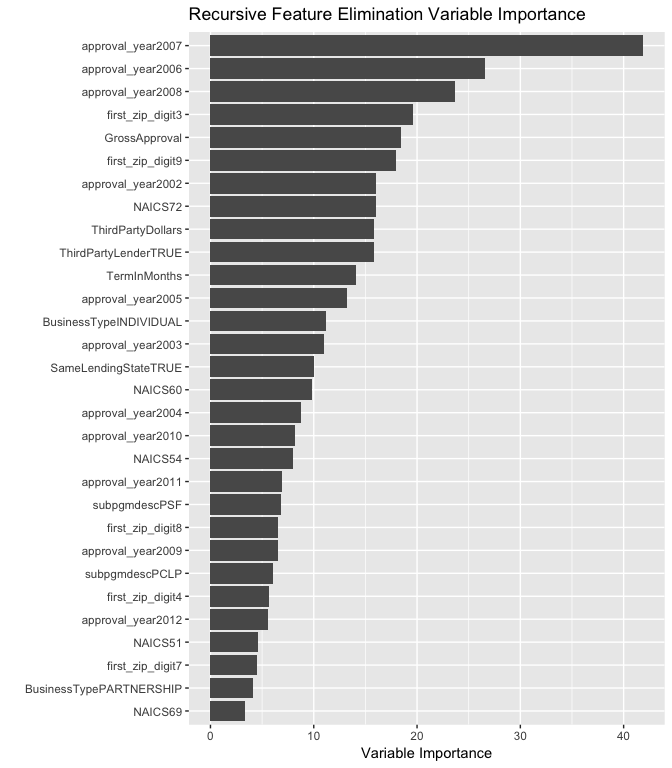 Recursive Feature Elimination Variable Importance
approval_year2007
approval_year2006
approval_year2008
first_zip_digit3
GrossApproval
first_zip_digit9
approval_year2002
NAICS72
ThirdPartyDollars
ThirdPartyLenderTRUE
TermInMonths
approval_year2005
BusinessTypeINDIVIDUAL
approval_year2003
SameLendingStateTRUE
NAICS60
approval_year2004
approval_year2010
NAICS54
approval_year2011
subpgmdescPSF
first_zip_digit8
approval_year2009
subpgmdescPCLP
first_zip_digit4
approval_year2012
NAICS51
first_zip_digit7
BusinessTypePARTNERSHIP
NAICS69
0 10 20 30 40
Variable Importance